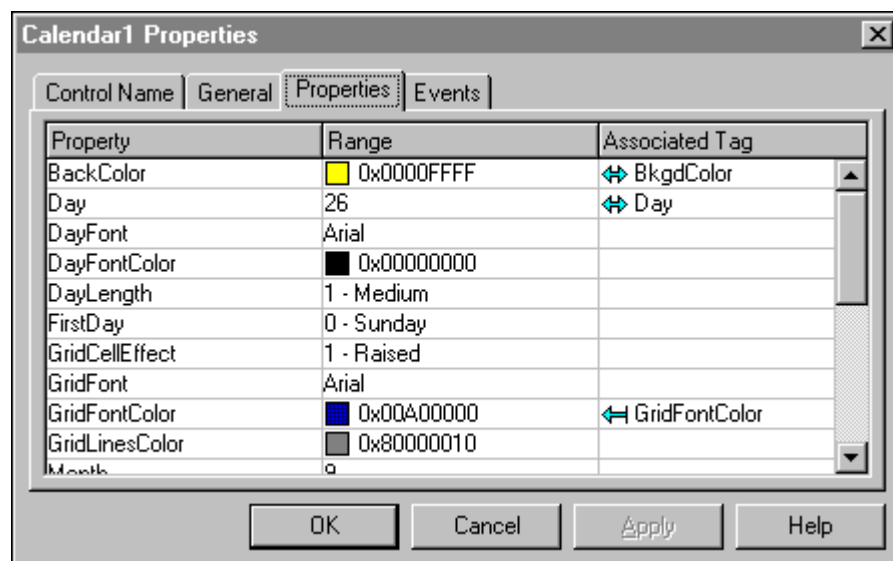 Calendar1 Properties
Control Name General Properties Events
Property Range Associated Tag
BackColor 0x0000FFFF BkgdColor
Day 26 Day
DayFont Arial
DayFontColor 0x00000000
DayLength 1 - Medium
FirstDay 0 - Sunday
GridCellEffect 1 - Raised
GridFont Arial
GridFontColor 0x00A00000 GridFontColor
GridLinesColor 0x80000010
Month 9
OK Cancel Apply Help